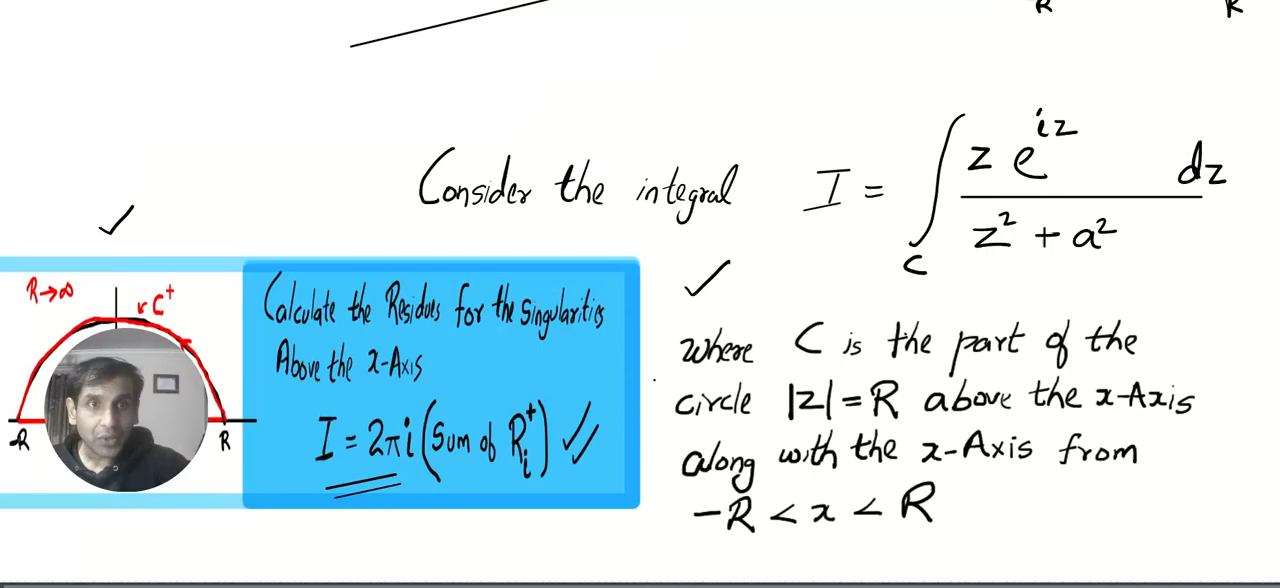 R R
Consider the integral I = ∫_C z e^{iz} / (z² + a²) dz
R→∞
C⁺
-R R
Calculate the Residues for the Singularities
Above the x-Axis
I = 2πi (Sum of R_i^+)
where C is the part of the
circle |z| = R above the x-Axis
along with the x-Axis from
-R < x < R